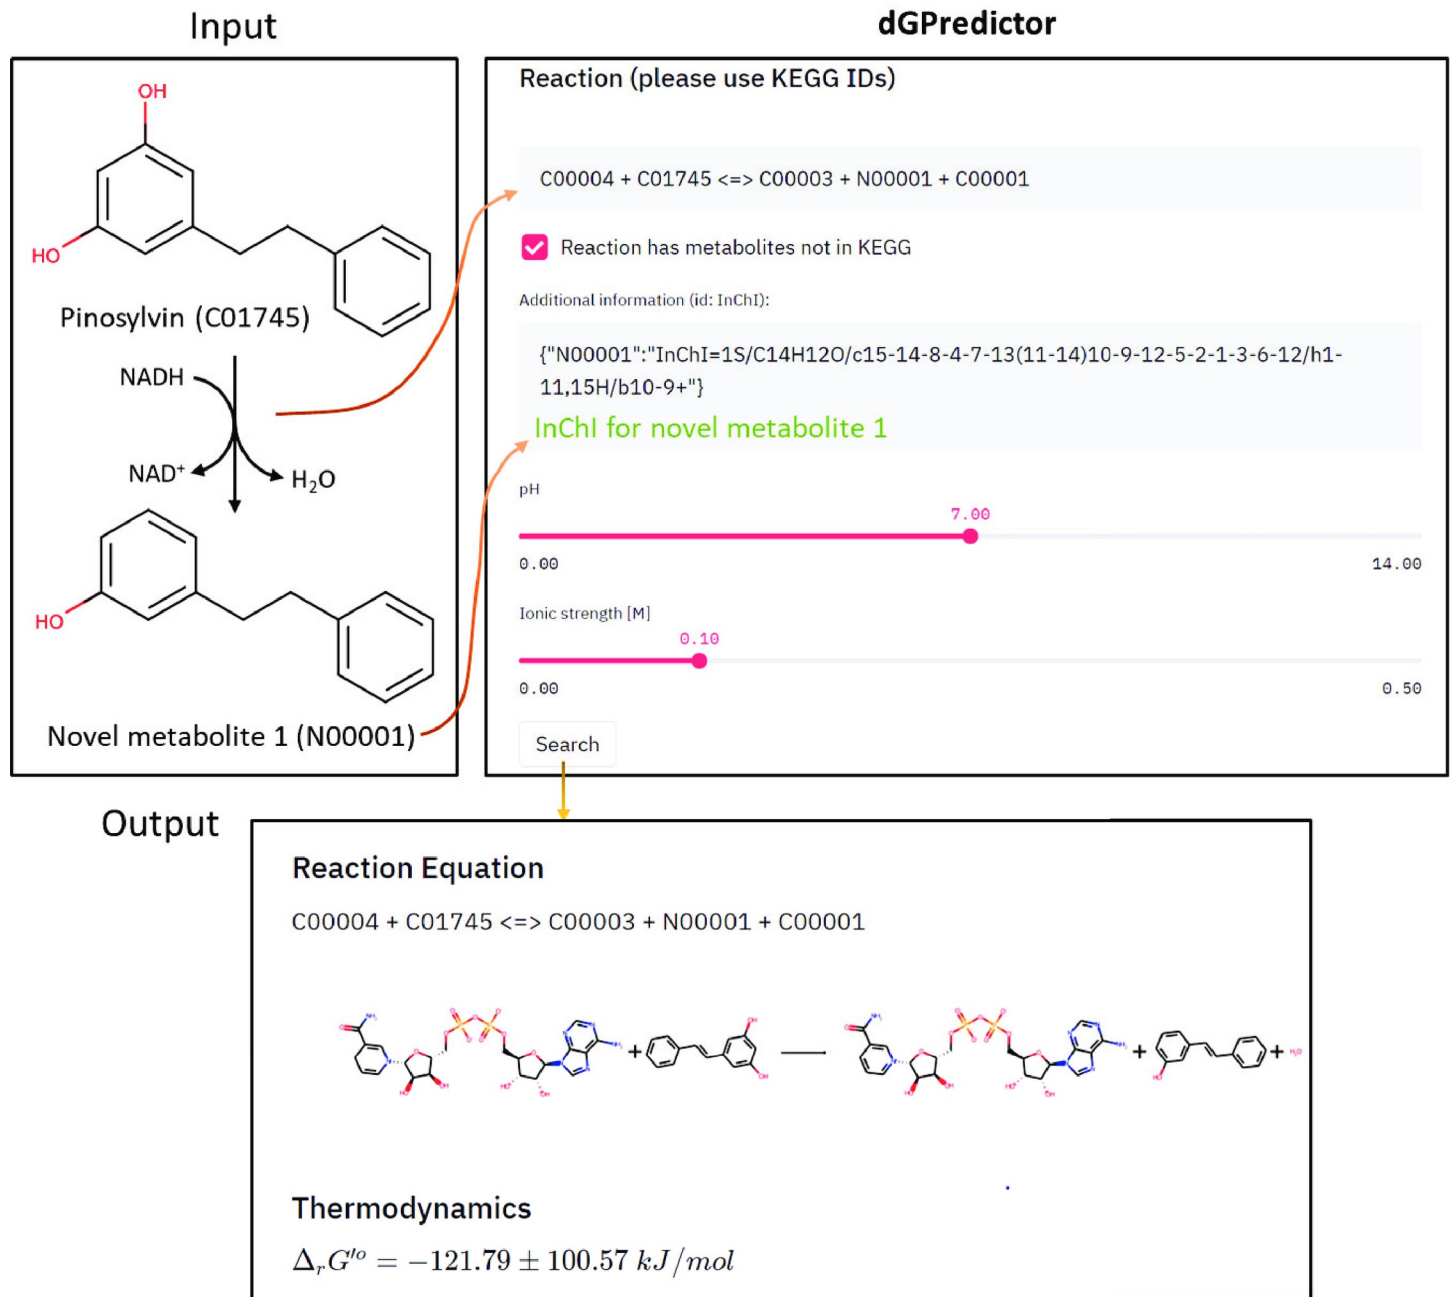 Input
OH
HO
Pinosylvin (C01745)
NADH
NAD⁺
H₂O
HO
Novel metabolite 1 (N00001)
dGPredictor
Reaction (please use KEGG IDs)
C00004 + C01745 <=> C00003 + N00001 + C00001
Reaction has metabolites not in KEGG
Additional information (id: InChI):
{"N00001":"InChI=1S/C14H12O/c15-14-8-4-7-13(11-14)10-9-12-5-2-1-3-6-12/h1-
11,15H/b10-9+"}
InChI for novel metabolite 1
pH
7.00
0.00 14.00
Ionic strength [M]
0.10
0.00 0.50
Search
Output
Reaction Equation
C00004 + C01745 <=> C00003 + N00001 + C00001
+ + +
Thermodynamics
ΔᵣG′ᵒ = −121.79 ± 100.57 kJ/mol